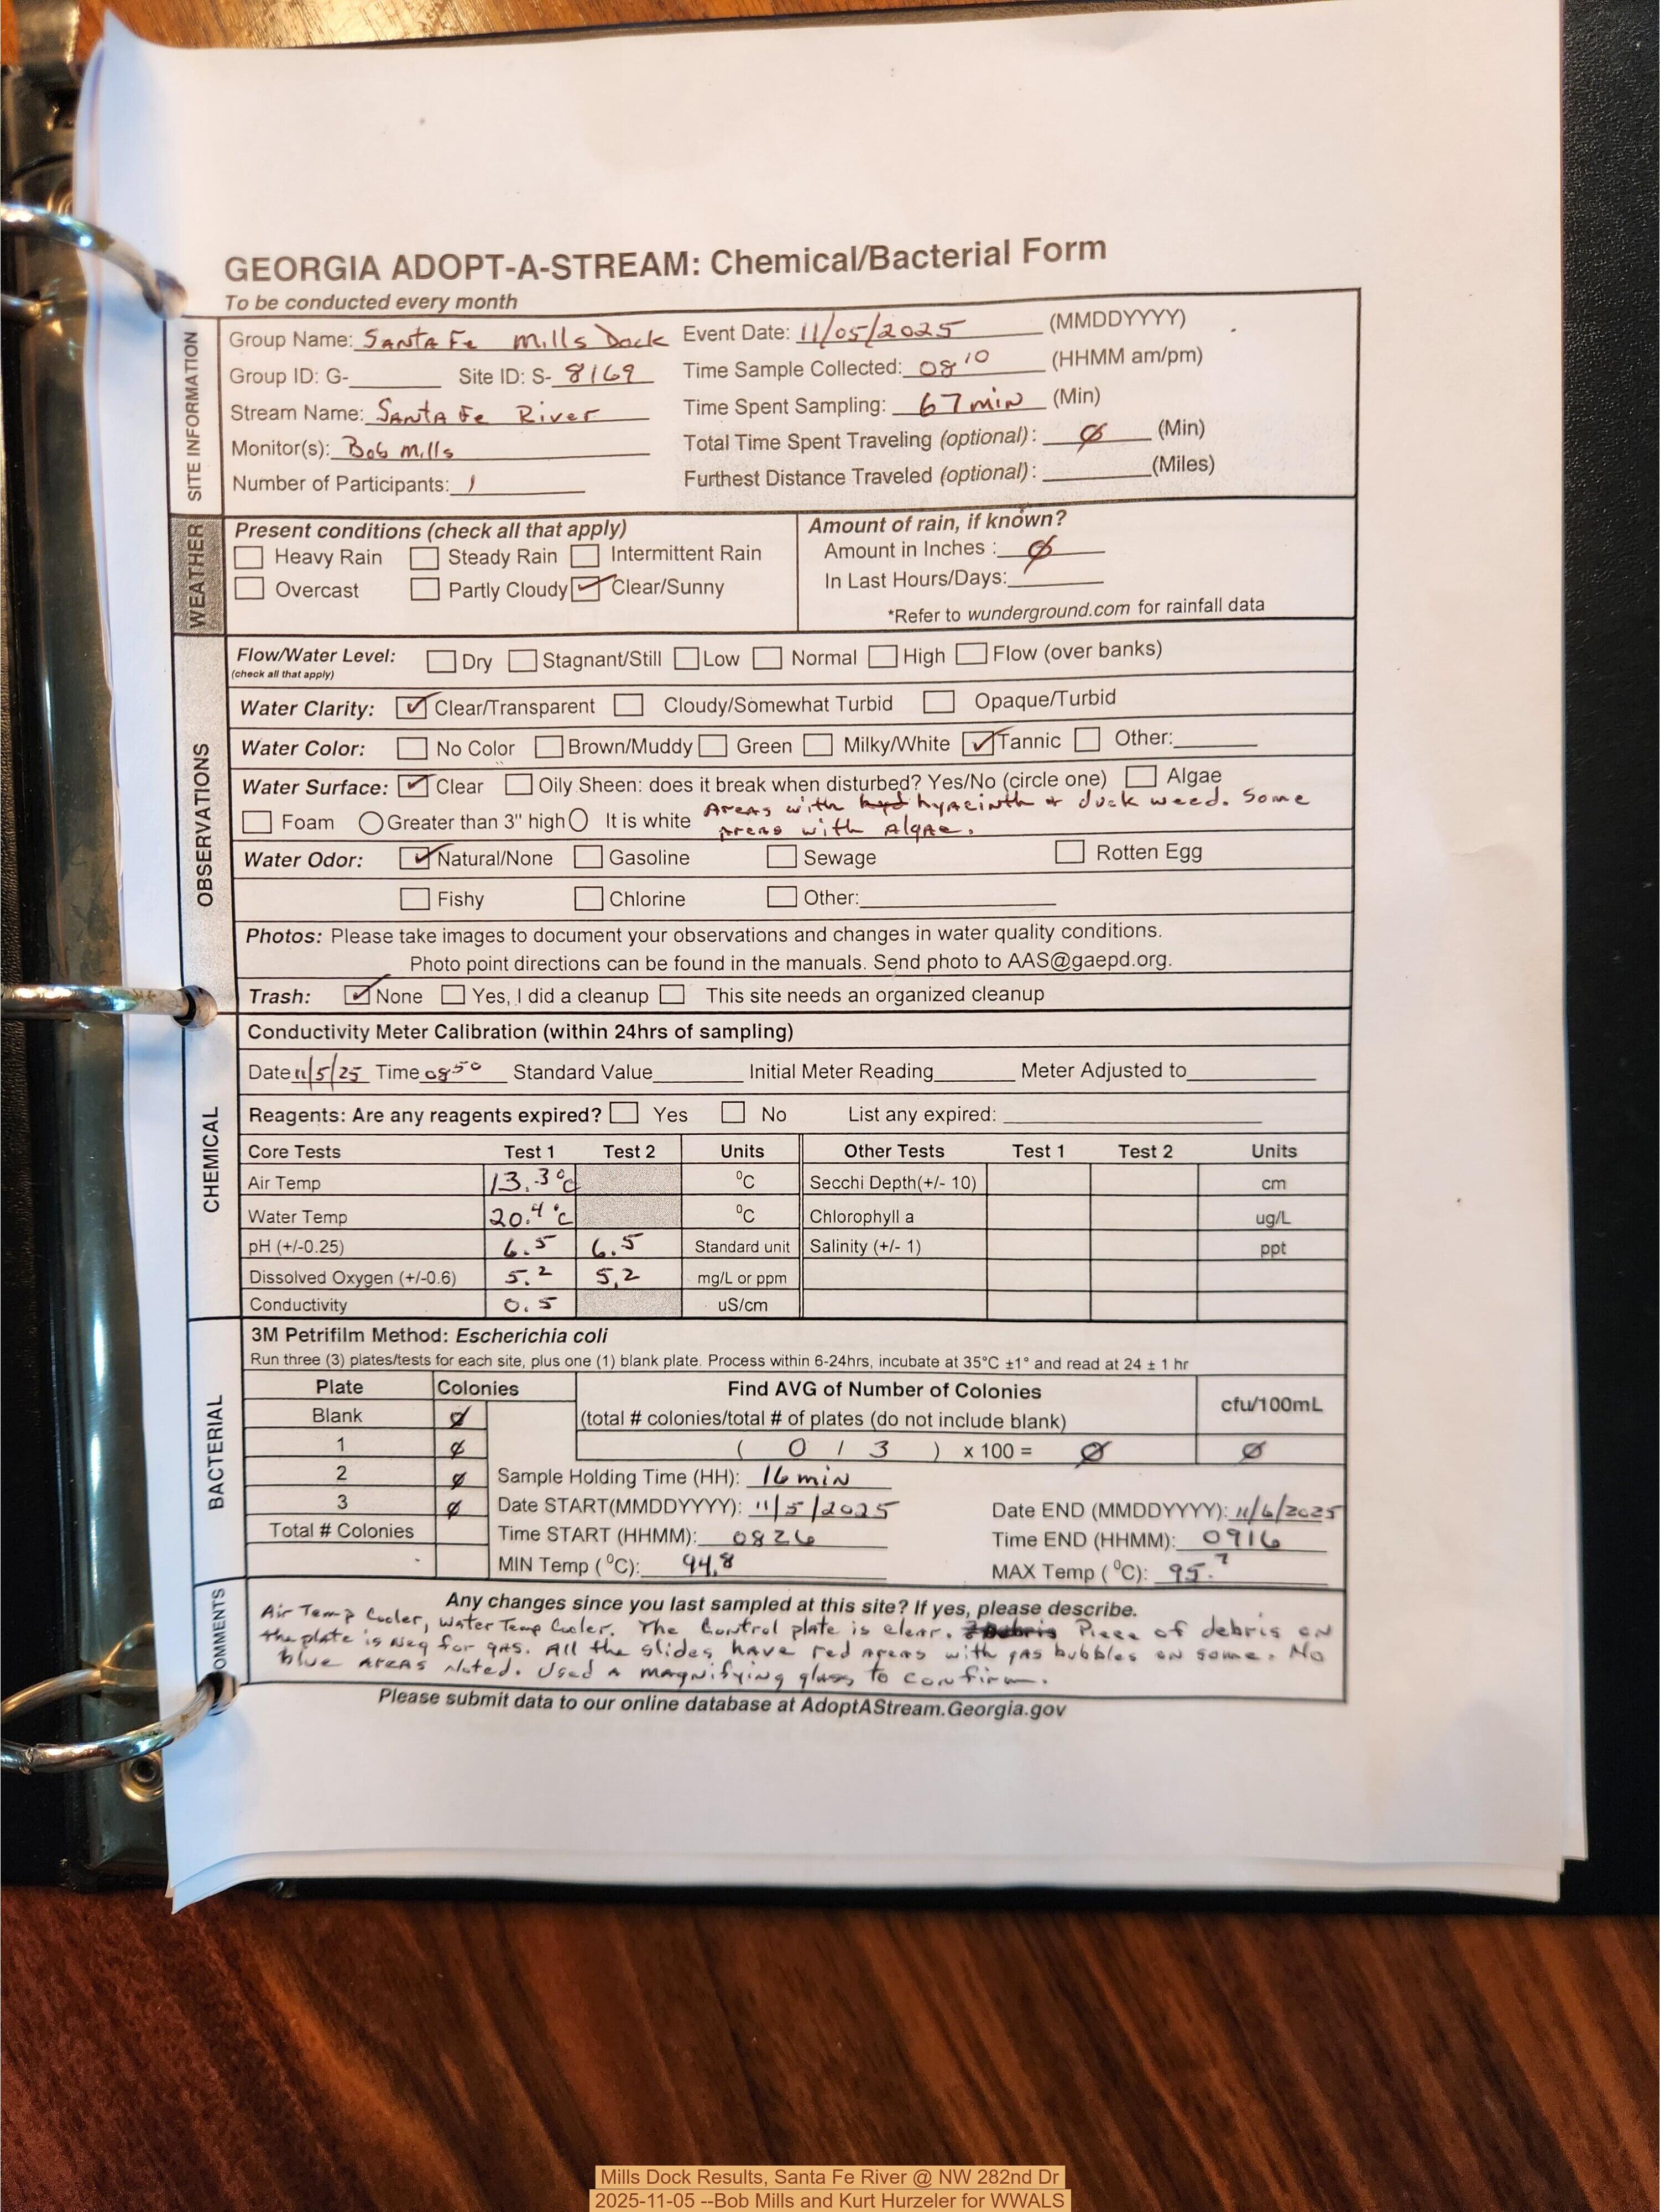 GEORGIA ADOPT-A-STREAM: Chemical/Bacterial Form
To be conducted every month
SITE INFORMATION
Group Name: Santa Fe Mills Dock Event Date: 11/05/2025 (MMDDYYYY)
Group ID: G-______ Site ID: S- 8169 Time Sample Collected: 0810 (HHMM am/pm)
Stream Name: Santa Fe River Time Spent Sampling: 67 min (Min)
Monitor(s): Bob Mills Total Time Spent Traveling (optional): Ø (Min)
Number of Participants: 1 Furthest Distance Traveled (optional): ______ (Miles)
WEATHER
Present conditions (check all that apply) Amount of rain, if known?
☐ Heavy Rain ☐ Steady Rain ☐ Intermittent Rain Amount in Inches : Ø
☐ Overcast ☐ Partly Cloudy ☑ Clear/Sunny In Last Hours/Days:______
*Refer to wunderground.com for rainfall data
OBSERVATIONS
Flow/Water Level: ☐ Dry ☐ Stagnant/Still ☐ Low ☐ Normal ☐ High ☐ Flow (over banks)
(check all that apply)
Water Clarity: ☑ Clear/Transparent ☐ Cloudy/Somewhat Turbid ☐ Opaque/Turbid
Water Color: ☐ No Color ☐ Brown/Muddy ☐ Green ☐ Milky/White ☑ Tannic ☐ Other:______
Water Surface: ☑ Clear ☐ Oily Sheen: does it break when disturbed? Yes/No (circle one) ☐ Algae
☐ Foam ○ Greater than 3" high ○ It is white Areas with hyacinth + duck weed. Some
areas with Algae.
Water Odor: ☑ Natural/None ☐ Gasoline ☐ Sewage ☐ Rotten Egg
☐ Fishy ☐ Chlorine ☐ Other:______
Photos: Please take images to document your observations and changes in water quality conditions.
Photo point directions can be found in the manuals. Send photo to AAS@gaepd.org.
Trash: ☑ None ☐ Yes, I did a cleanup ☐ This site needs an organized cleanup
CHEMICAL
Conductivity Meter Calibration (within 24hrs of sampling)
Date 11/5/25 Time 0850 Standard Value______ Initial Meter Reading______ Meter Adjusted to______
Reagents: Are any reagents expired? ☐ Yes ☐ No List any expired: ______
Core Tests Test 1 Test 2 Units Other Tests Test 1 Test 2 Units
Air Temp 13.3°C °C Secchi Depth(+/- 10) cm
Water Temp 20.4°C °C Chlorophyll a ug/L
pH (+/-0.25) 6.5 6.5 Standard unit Salinity (+/- 1) ppt
Dissolved Oxygen (+/-0.6) 5.2 5.2 mg/L or ppm
Conductivity 0.5 uS/cm
BACTERIAL
3M Petrifilm Method: Escherichia coli
Run three (3) plates/tests for each site, plus one (1) blank plate. Process within 6-24hrs, incubate at 35°C ±1° and read at 24 ± 1 hr
Plate Colonies Find AVG of Number of Colonies cfu/100mL
Blank Ø (total # colonies/total # of plates (do not include blank)
1 Ø ( 0 / 3 ) x 100 = Ø Ø
2 Ø Sample Holding Time (HH): 16 min
3 Ø Date START(MMDDYYYY): 11/5/2025 Date END (MMDDYYYY): 11/6/2025
Total # Colonies Time START (HHMM): 0826 Time END (HHMM): 0916
MIN Temp (°C): 94.8 MAX Temp (°C): 95.7
COMMENTS
Any changes since you last sampled at this site? If yes, please describe.
Air Temp Cooler, Water Temp Cooler. The Control plate is clear. Piece of debris on
the plate is neg for gas. All the slides have red areas with gas bubbles on some. No
blue areas noted. Used a magnifying glass to confirm.
Please submit data to our online database at AdoptAStream.Georgia.gov
Mills Dock Results, Santa Fe River @ NW 282nd Dr
2025-11-05 --Bob Mills and Kurt Hurzeler for WWALS